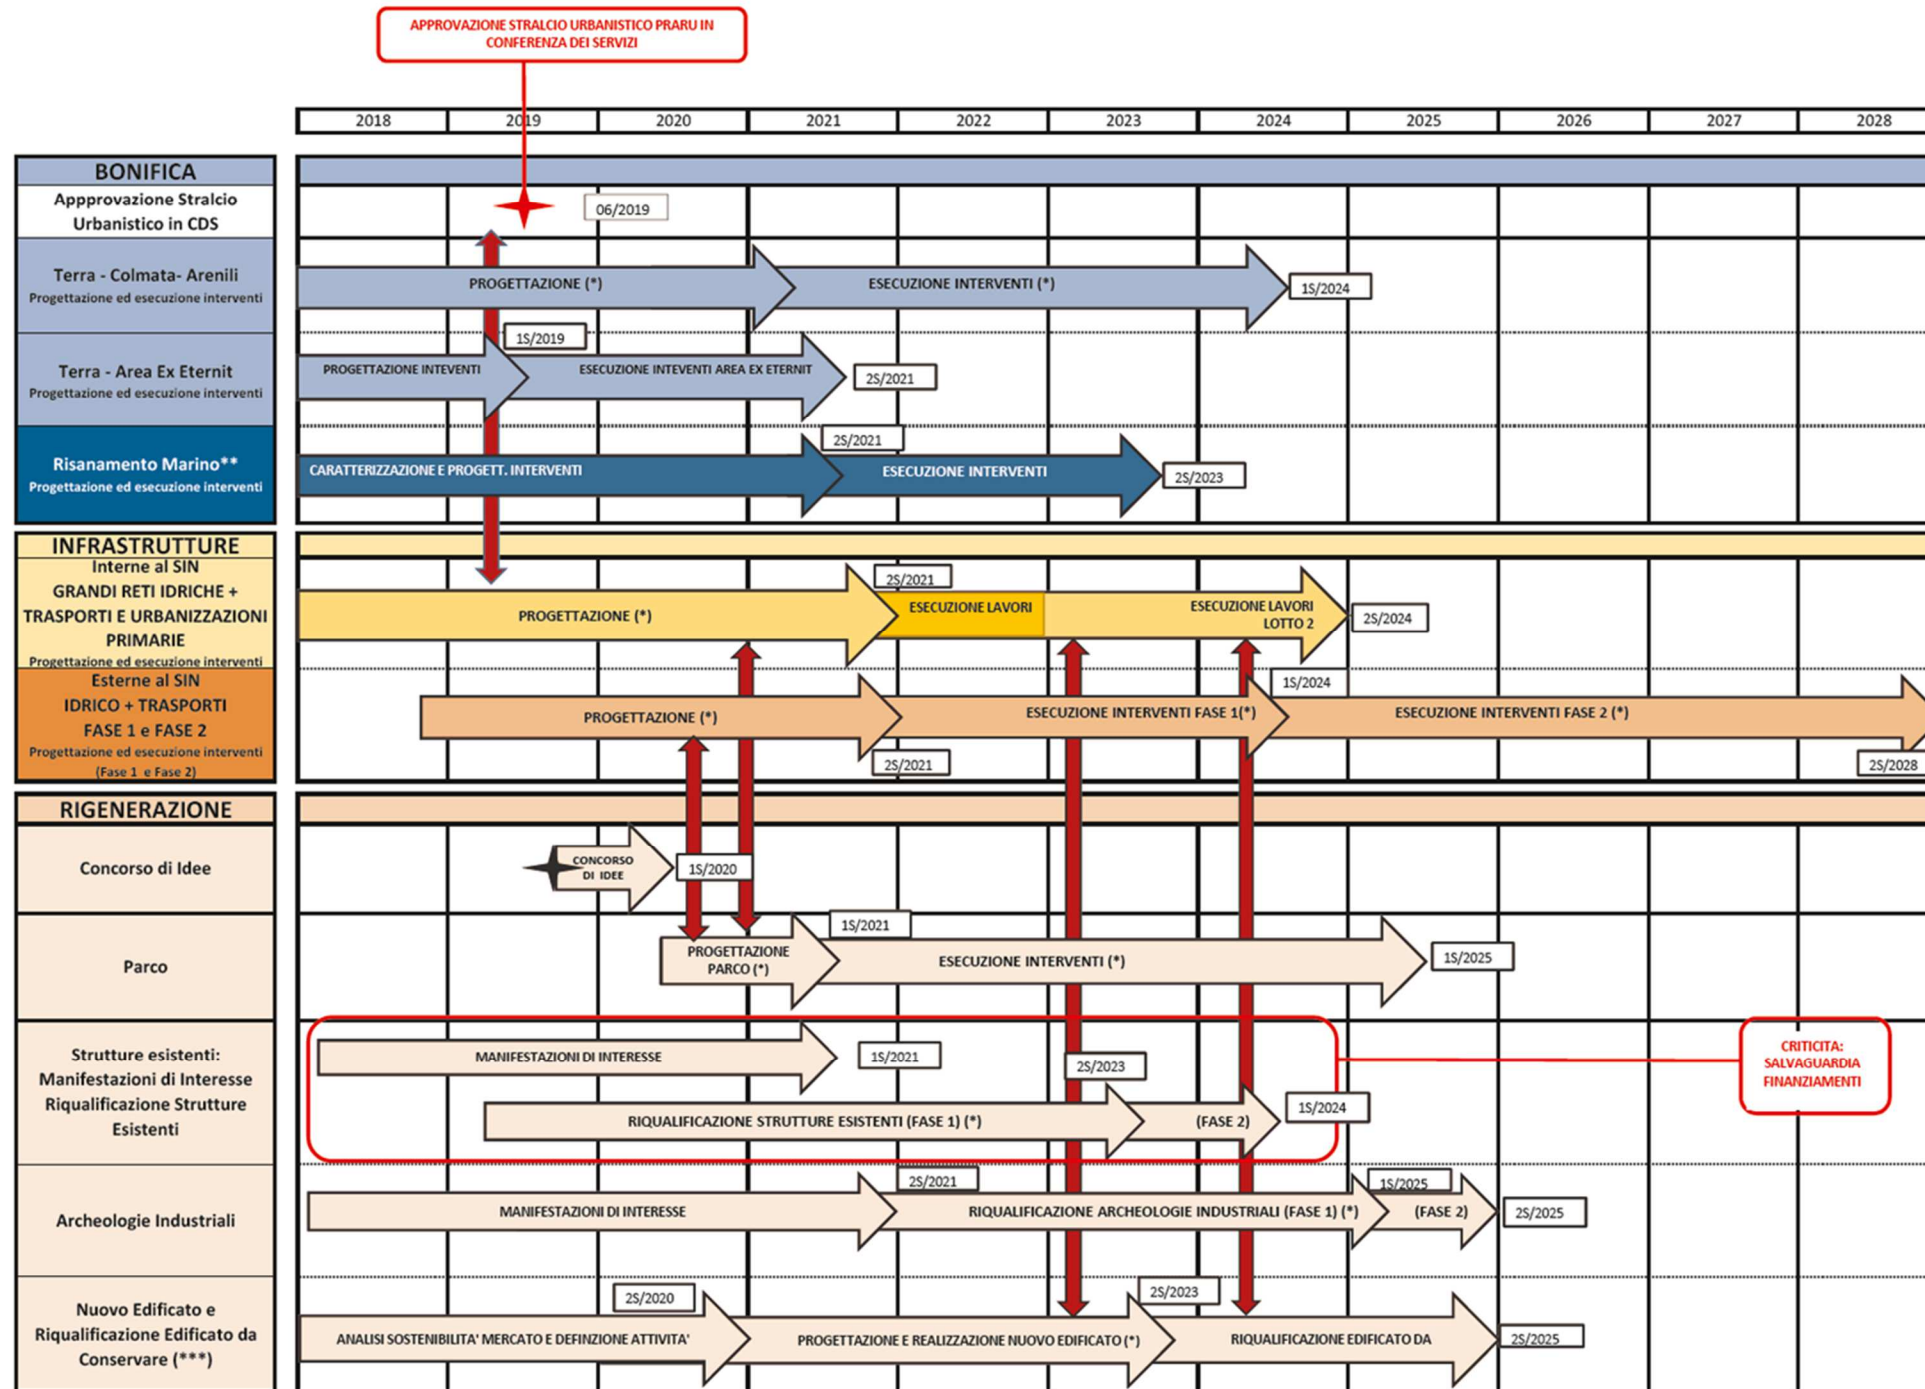 APPROVAZIONE STRALCIO URBANISTICO PRARU IN
CONFERENZA DEI SERVIZI
2018 2019 2020 2021 2022 2023 2024 2025 2026 2027 2028
BONIFICA
Appprovazione Stralcio
Urbanistico in CDS
06/2019
Terra - Colmata- Arenili
Progettazione ed esecuzione interventi
PROGETTAZIONE (*)
ESECUZIONE INTERVENTI (*)
1S/2024
Terra - Area Ex Eternit
Progettazione ed esecuzione interventi
PROGETTAZIONE INTEVENTI
1S/2019
ESECUZIONE INTEVENTI AREA EX ETERNIT
2S/2021
Risanamento Marino**
Progettazione ed esecuzione interventi
CARATTERIZZAZIONE E PROGETT. INTERVENTI
2S/2021
ESECUZIONE INTERVENTI
2S/2023
INFRASTRUTTURE
Interne al SIN
GRANDI RETI IDRICHE +
TRASPORTI E URBANIZZAZIONI
PRIMARIE
Progettazione ed esecuzione interventi
PROGETTAZIONE (*)
2S/2021
ESECUZIONE LAVORI
ESECUZIONE LAVORI
LOTTO 2
2S/2024
Esterne al SIN
IDRICO + TRASPORTI
FASE 1 e FASE 2
Progettazione ed esecuzione interventi
(Fase 1 e Fase 2)
PROGETTAZIONE (*)
2S/2021
ESECUZIONE INTERVENTI FASE 1(*)
1S/2024
ESECUZIONE INTERVENTI FASE 2 (*)
2S/2028
RIGENERAZIONE
Concorso di Idee
CONCORSO
DI IDEE
1S/2020
Parco
PROGETTAZIONE
PARCO (*)
1S/2021
ESECUZIONE INTERVENTI (*)
1S/2025
Strutture esistenti:
Manifestazioni di Interesse
Riqualificazione Strutture
Esistenti
MANIFESTAZIONI DI INTERESSE
1S/2021
2S/2023
RIQUALIFICAZIONE STRUTTURE ESISTENTI (FASE 1) (*)
(FASE 2)
1S/2024
CRITICITA:
SALVAGUARDIA
FINANZIAMENTI
Archeologie Industriali
MANIFESTAZIONI DI INTERESSE
2S/2021
RIQUALIFICAZIONE ARCHEOLOGIE INDUSTRIALI (FASE 1) (*)
1S/2025
(FASE 2)
2S/2025
Nuovo Edificato e
Riqualificazione Edificato da
Conservare (***)
2S/2020
ANALISI SOSTENIBILITA' MERCATO E DEFINZIONE ATTIVITA'
PROGETTAZIONE E REALIZZAZIONE NUOVO EDIFICATO (*)
2S/2023
RIQUALIFICAZIONE EDIFICATO DA
2S/2025